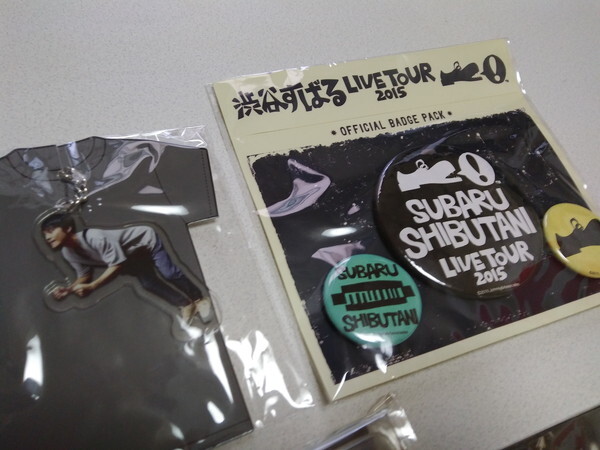 渋谷すばる LIVE TOUR
2015
• OFFICIAL BADGE PACK •
SUBARU
SHIBUTANI
LIVE TOUR
2015
SUBARU
SHIBUTANI